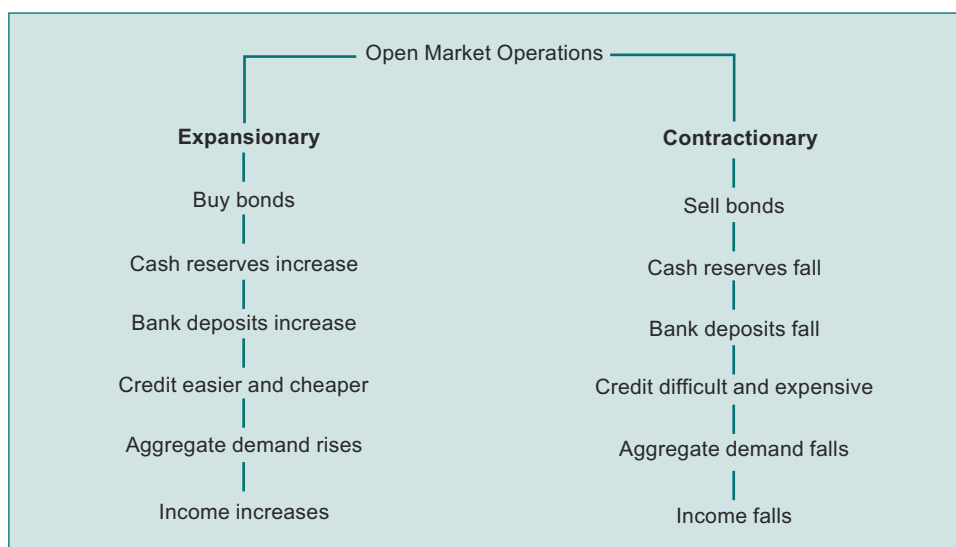 Open Market Operations
Expansionary
Buy bonds
Cash reserves increase
Bank deposits increase
Credit easier and cheaper
Aggregate demand rises
Income increases
Contractionary
Sell bonds
Cash reserves fall
Bank deposits fall
Credit difficult and expensive
Aggregate demand falls
Income falls